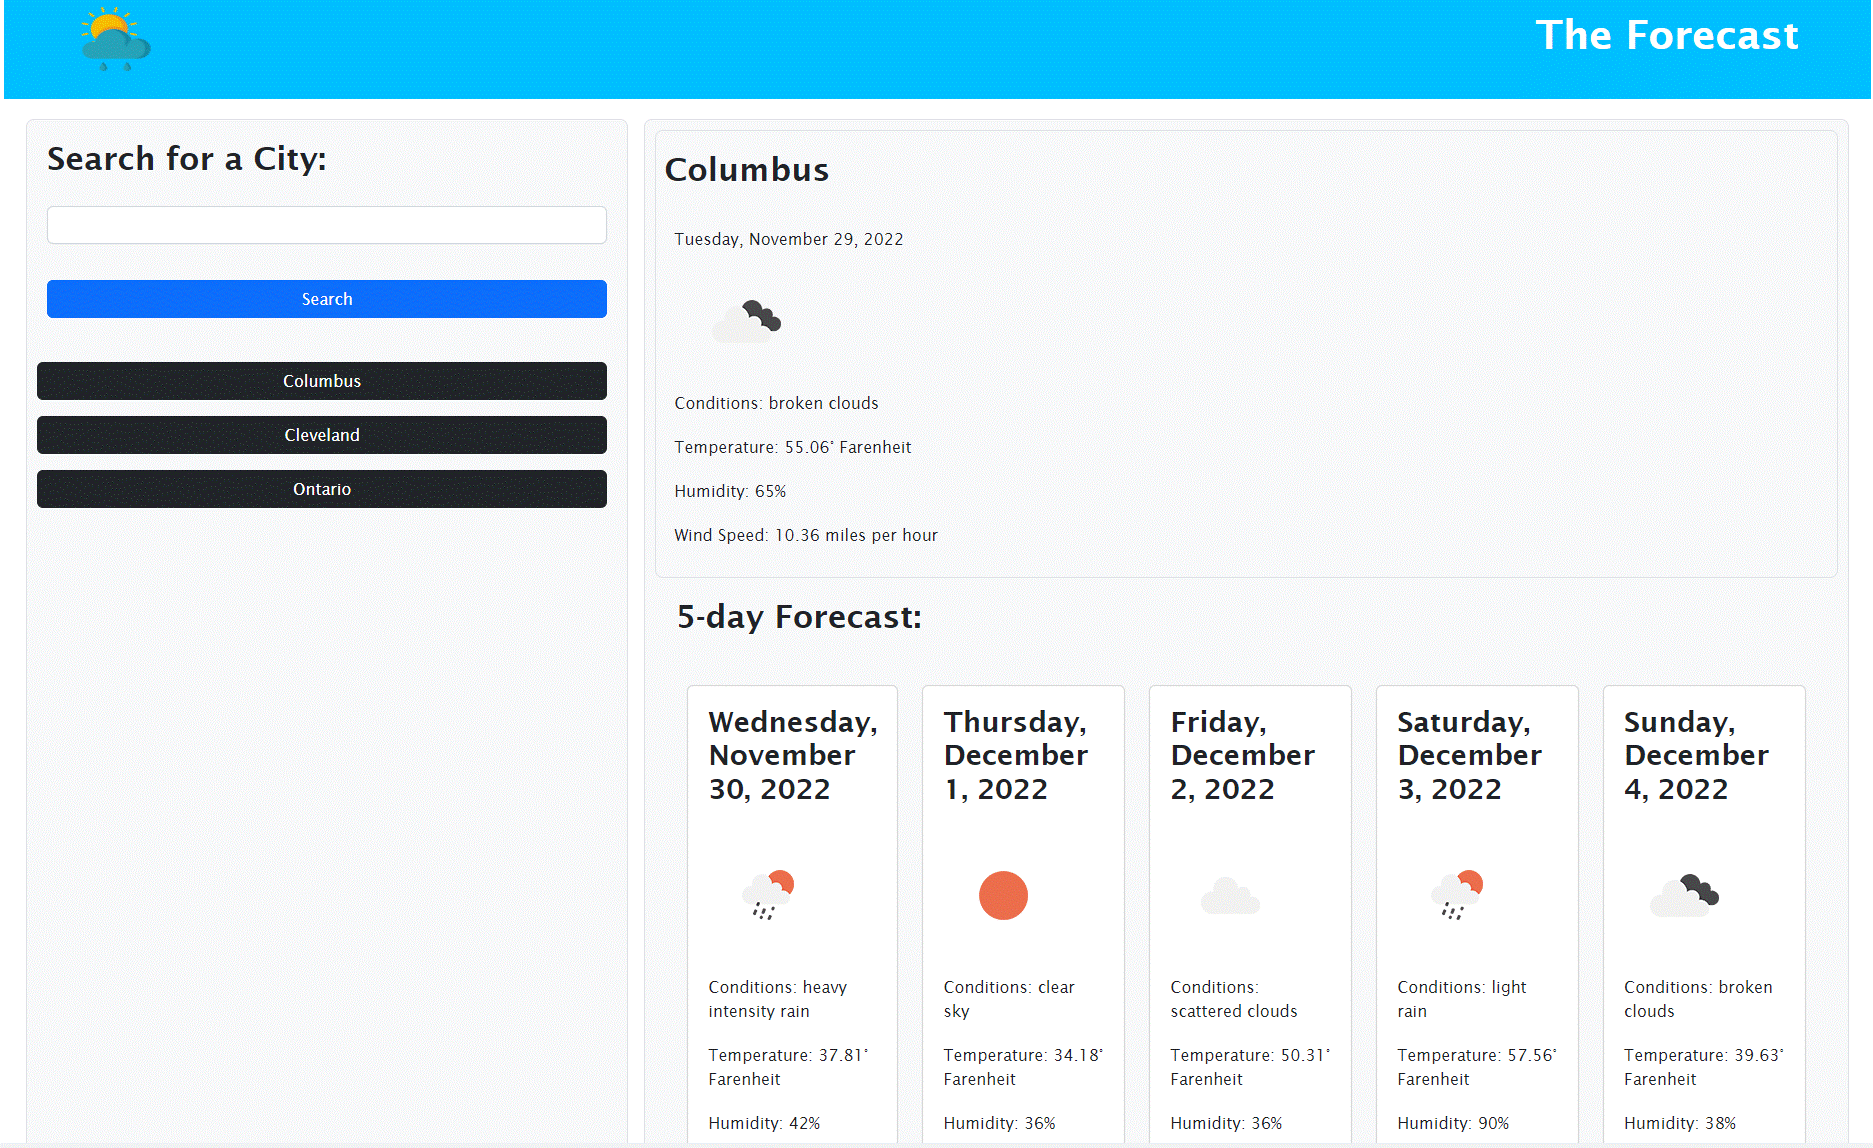 The Forecast
Search for a City:
Search
Columbus
Cleveland
Ontario
Columbus
Tuesday, November 29, 2022
Conditions: broken clouds
Temperature: 55.06° Farenheit
Humidity: 65%
Wind Speed: 10.36 miles per hour
5-day Forecast:
Wednesday,
November
30, 2022
Conditions: heavy
intensity rain
Temperature: 37.81°
Farenheit
Humidity: 42%
Thursday,
December
1, 2022
Conditions: clear
sky
Temperature: 34.18°
Farenheit
Humidity: 36%
Friday,
December
2, 2022
Conditions:
scattered clouds
Temperature: 50.31°
Farenheit
Humidity: 36%
Saturday,
December
3, 2022
Conditions: light
rain
Temperature: 57.56°
Farenheit
Humidity: 90%
Sunday,
December
4, 2022
Conditions: broken
clouds
Temperature: 39.63°
Farenheit
Humidity: 38%